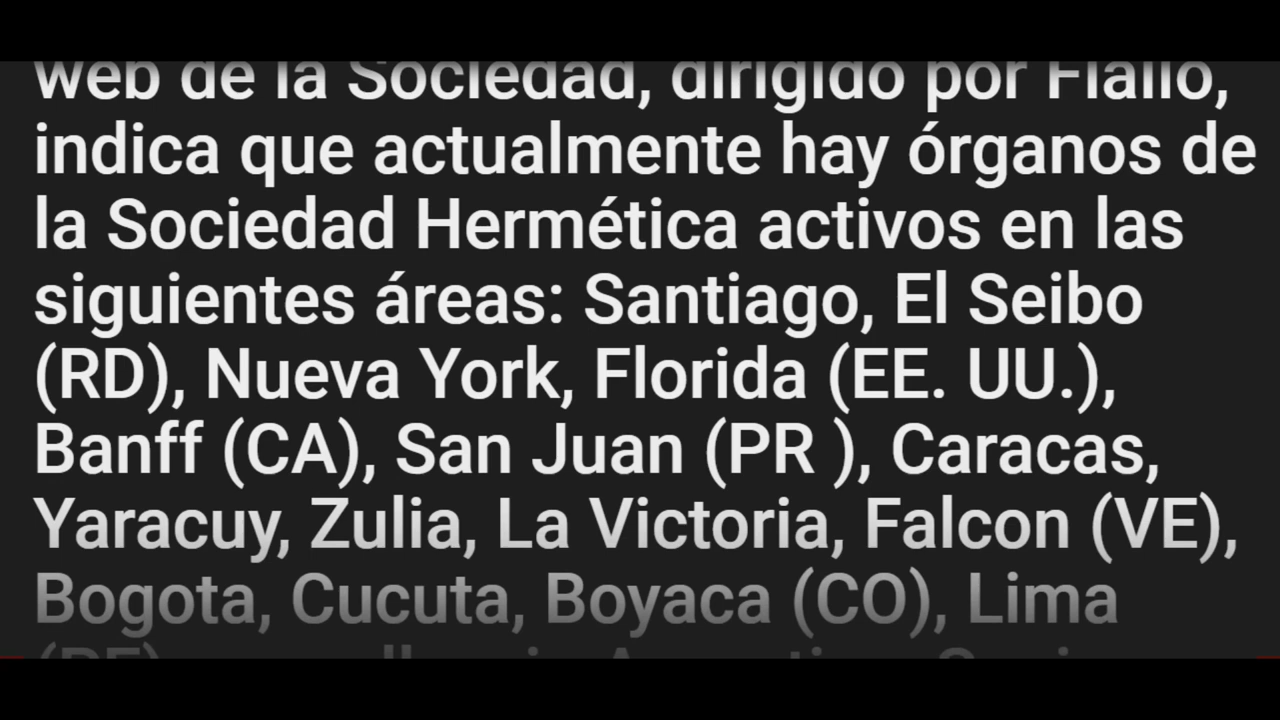 web de la Sociedad, dirigido por Fiallo,
indica que actualmente hay órganos de
la Sociedad Hermética activos en las
siguientes áreas: Santiago, El Seibo
(RD), Nueva York, Florida (EE. UU.),
Banff (CA), San Juan (PR ), Caracas,
Yaracuy, Zulia, La Victoria, Falcon (VE),
Bogota, Cucuta, Boyaca (CO), Lima